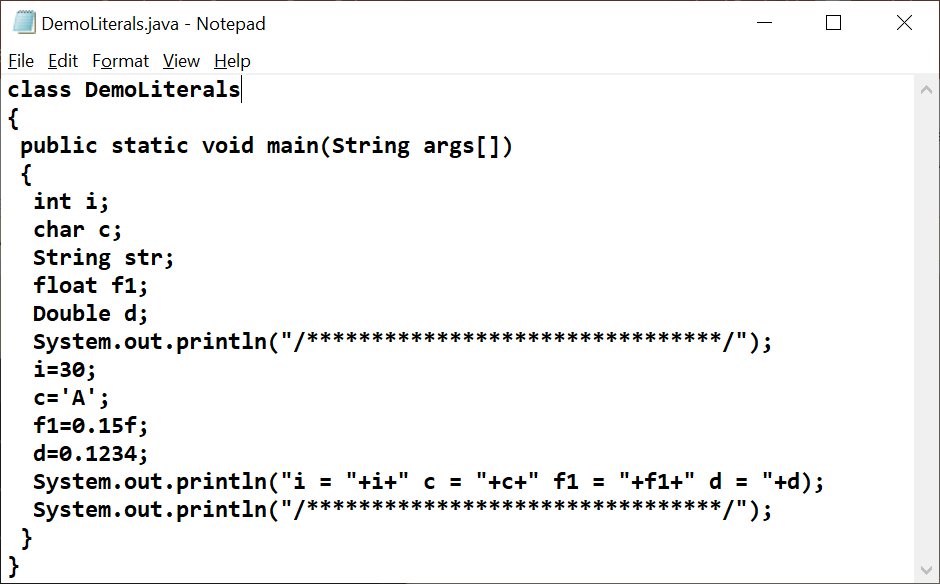 DemoLiterals.java - Notepad
File Edit Format View Help
class DemoLiterals
{
 public static void main(String args[])
 {
  int i;
  char c;
  String str;
  float f1;
  Double d;
  System.out.println("/********************************/");
  i=30;
  c='A';
  f1=0.15f;
  d=0.1234;
  System.out.println("i = "+i+" c = "+c+" f1 = "+f1+" d = "+d);
  System.out.println("/********************************/");
 }
}